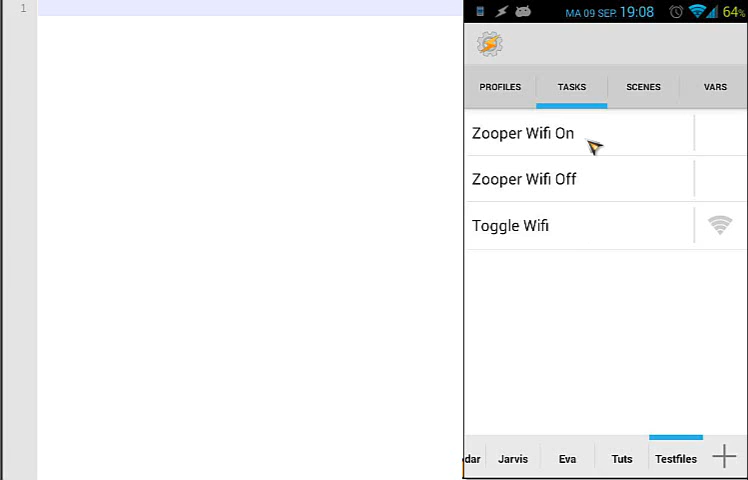 1
MA 09 SEP. 19:08 64%
PROFILES TASKS SCENES VARS
Zooper Wifi On
Zooper Wifi Off
Toggle Wifi
dar Jarvis Eva Tuts Testfiles